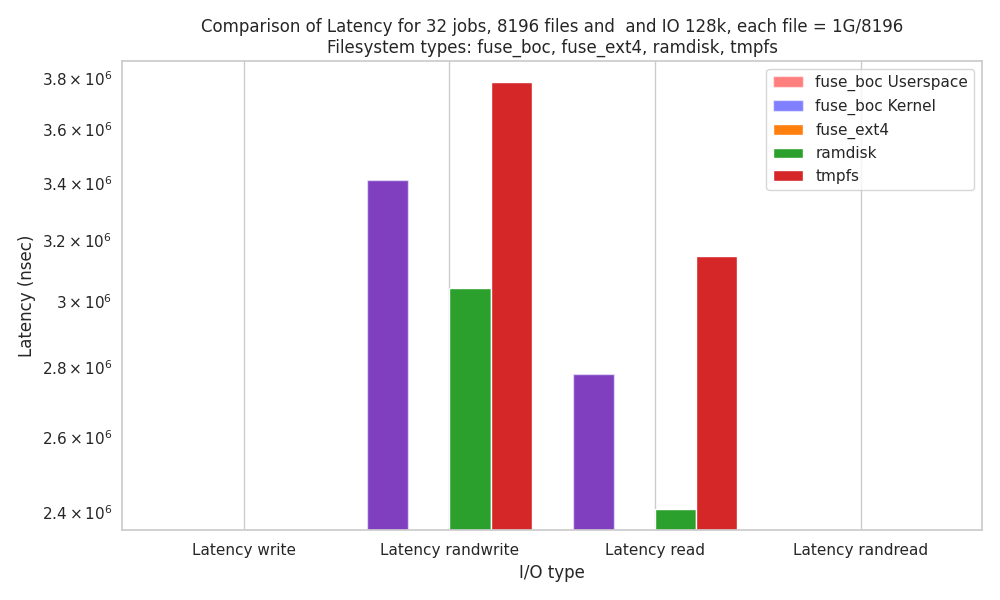 Comparison of Latency for 32 jobs, 8196 files and  and IO 128k, each file = 1G/8196
Filesystem types: fuse_boc, fuse_ext4, ramdisk, tmpfs
fuse_boc Userspace
fuse_boc Kernel
fuse_ext4
ramdisk
tmpfs
Latency (nsec)
3.8 × 10⁶
3.6 × 10⁶
3.4 × 10⁶
3.2 × 10⁶
3 × 10⁶
2.8 × 10⁶
2.6 × 10⁶
2.4 × 10⁶
Latency write
Latency randwrite
Latency read
Latency randread
I/O type